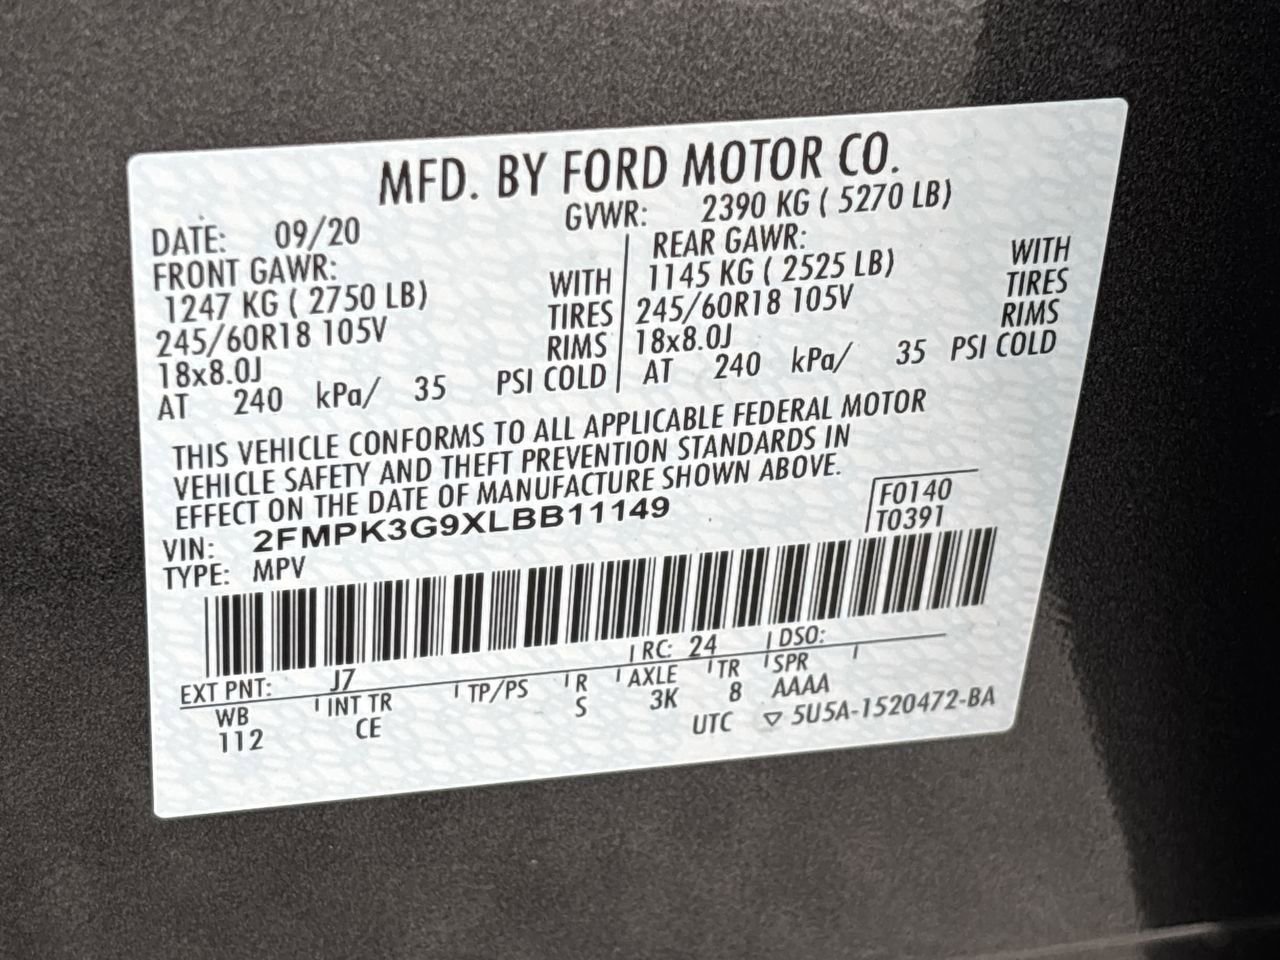 MFD. BY FORD MOTOR CO.
DATE: 09/20 GVWR: 2390 KG ( 5270 LB)
FRONT GAWR: REAR GAWR:
1247 KG ( 2750 LB) WITH 1145 KG ( 2525 LB) WITH
245/60R18 105V TIRES 245/60R18 105V TIRES
18x8.0J RIMS 18x8.0J RIMS
AT 240 kPa/ 35 PSI COLD AT 240 kPa/ 35 PSI COLD
THIS VEHICLE CONFORMS TO ALL APPLICABLE FEDERAL MOTOR
VEHICLE SAFETY AND THEFT PREVENTION STANDARDS IN
EFFECT ON THE DATE OF MANUFACTURE SHOWN ABOVE.
VIN: 2FMPK3G9XLBB11149 F0140
TYPE: MPV T0391
EXT PNT: J7 RC: 24 DSO:
WB INT TR TP/PS R AXLE TR SPR
112 CE S 3K 8 AAAA
UTC ▽ 5U5A-1520472-BA